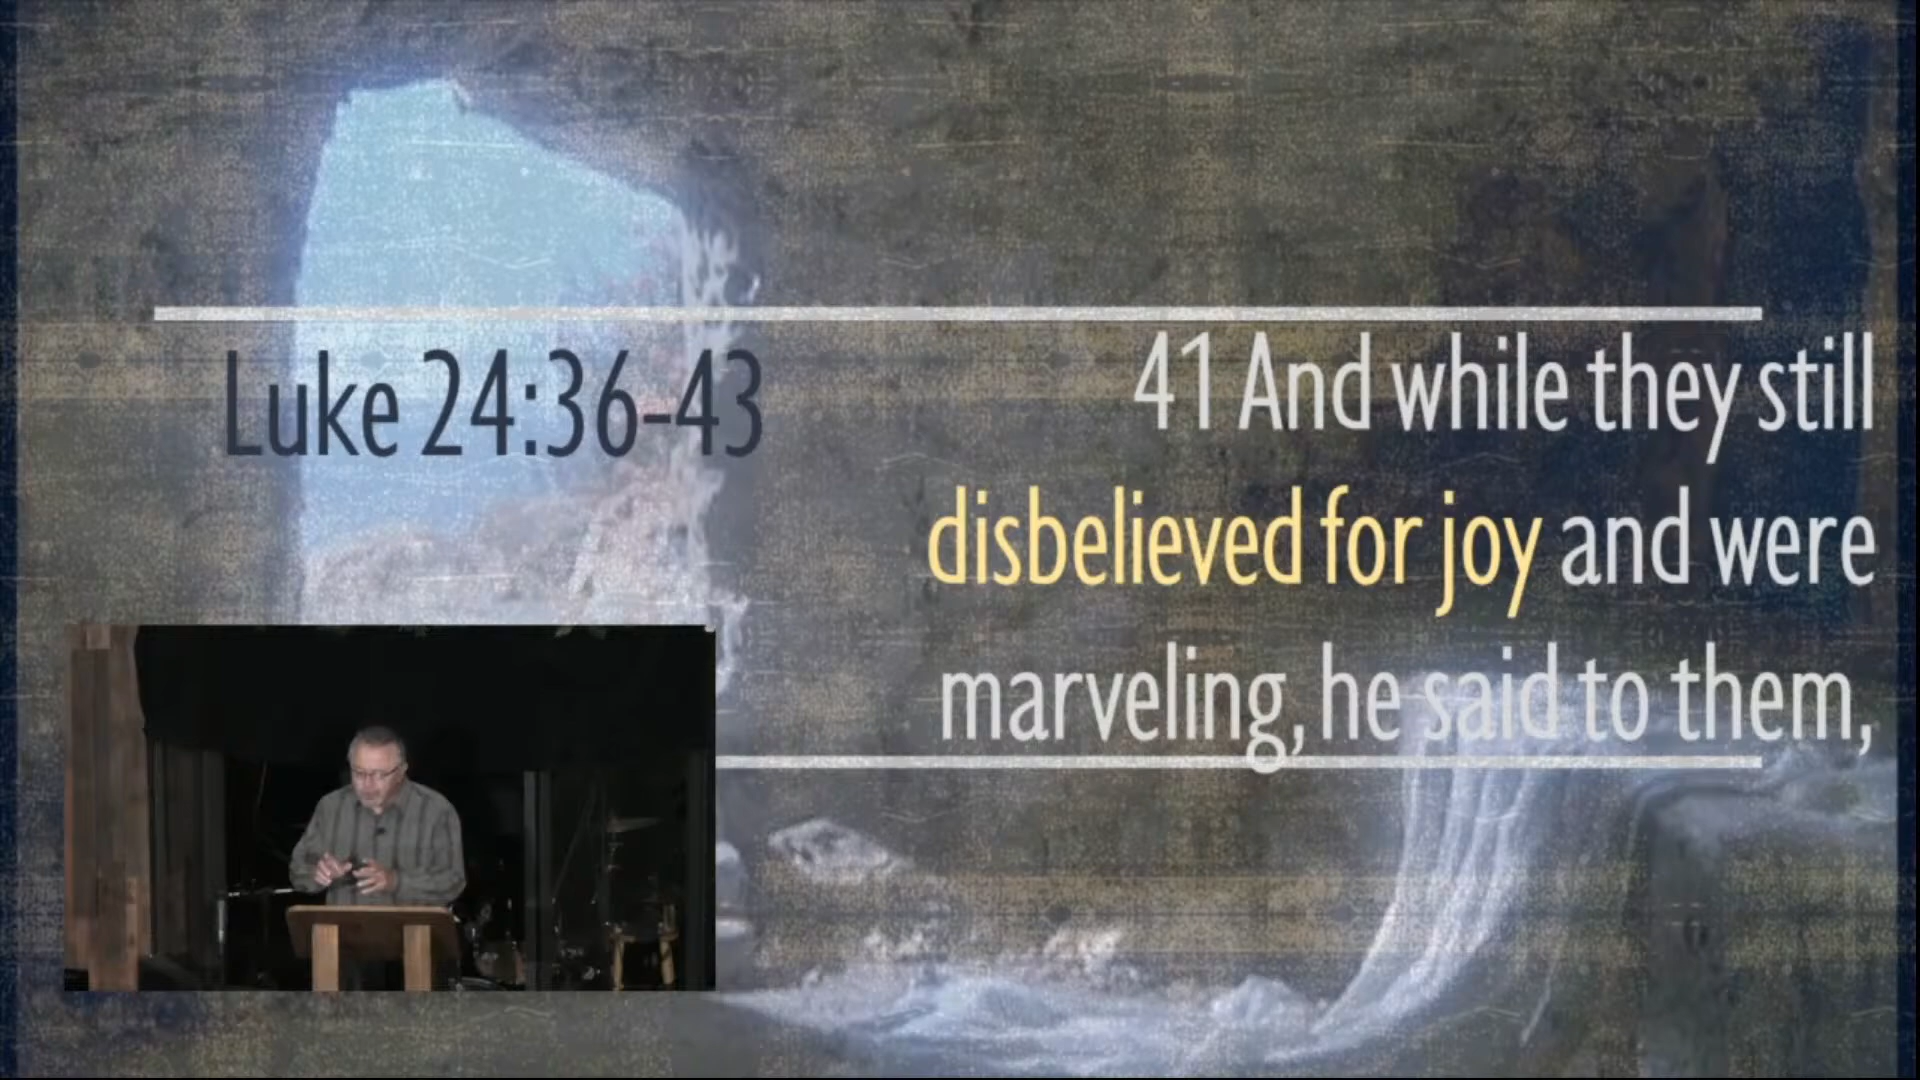 Luke 24:36-43
41 And while they still
disbelieved for joy and were
marveling, he said to them,